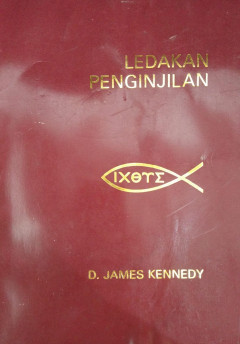 LEDAKAN
PENGINJILAN
ΙΧΘΥΣ
D. JAMES KENNEDY